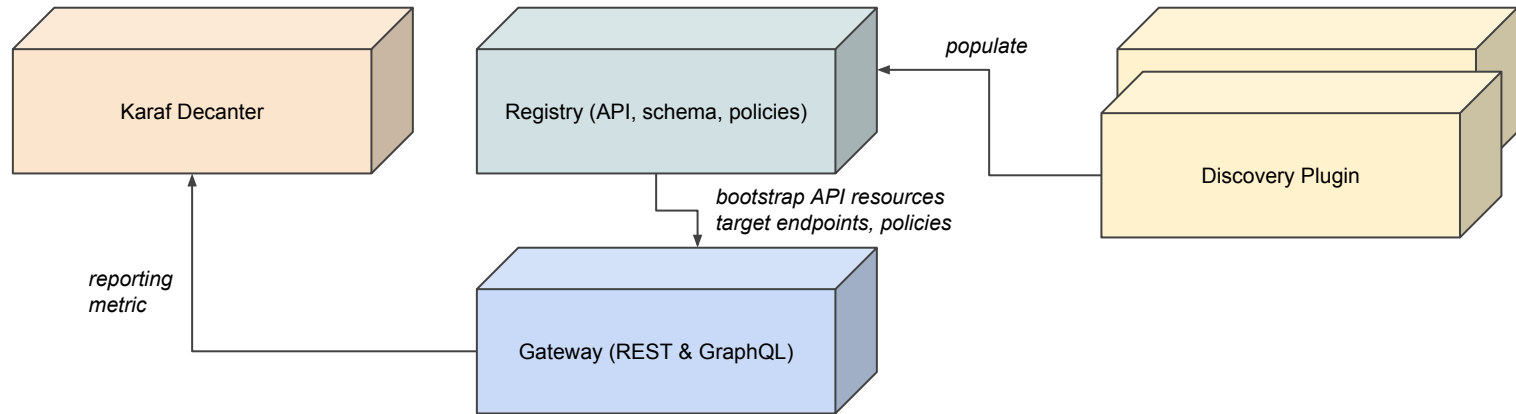 populate
Karaf Decanter
Registry (API, schema, policies)
Discovery Plugin
bootstrap API resources
target endpoints, policies
reporting
metric
Gateway (REST & GraphQL)